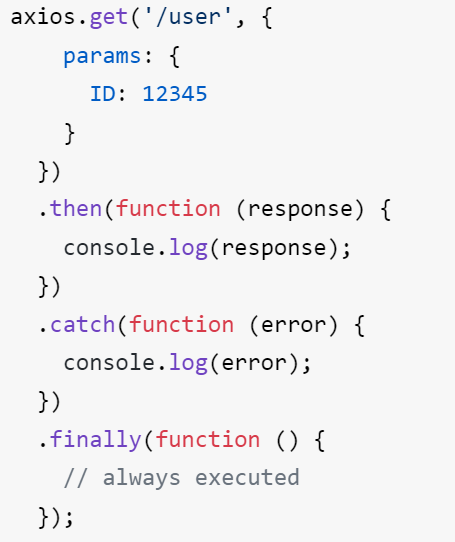 axios.get('/user', {
    params: {
      ID: 12345
    }
  })
  .then(function (response) {
    console.log(response);
  })
  .catch(function (error) {
    console.log(error);
  })
  .finally(function () {
    // always executed
  });